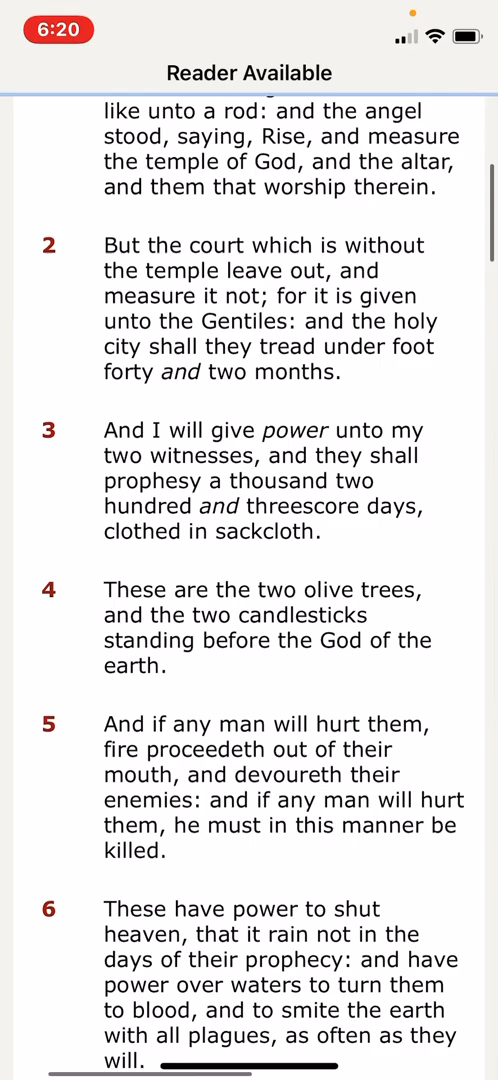 6:20
Reader Available
like unto a rod: and the angel
stood, saying, Rise, and measure
the temple of God, and the altar,
and them that worship therein.
2 But the court which is without
the temple leave out, and
measure it not; for it is given
unto the Gentiles: and the holy
city shall they tread under foot
forty and two months.
3 And I will give power unto my
two witnesses, and they shall
prophesy a thousand two
hundred and threescore days,
clothed in sackcloth.
4 These are the two olive trees,
and the two candlesticks
standing before the God of the
earth.
5 And if any man will hurt them,
fire proceedeth out of their
mouth, and devoureth their
enemies: and if any man will hurt
them, he must in this manner be
killed.
6 These have power to shut
heaven, that it rain not in the
days of their prophecy: and have
power over waters to turn them
to blood, and to smite the earth
with all plagues, as often as they
will.